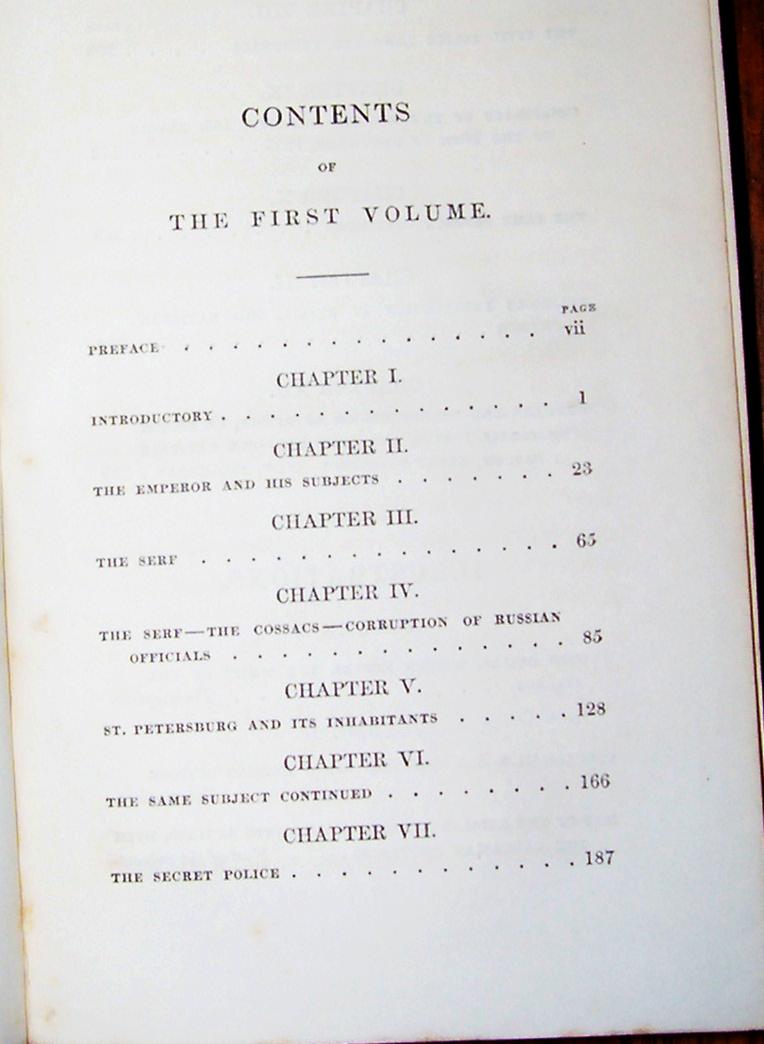 CONTENTS
OF
THE FIRST VOLUME.
PAGE
PREFACE . . . . . . . . . . . . . . . vii
CHAPTER I.
INTRODUCTORY . . . . . . . . . . . . . . 1
CHAPTER II.
THE EMPEROR AND HIS SUBJECTS . . . . . . . 23
CHAPTER III.
THE SERF . . . . . . . . . . . . . . . 65
CHAPTER IV.
THE SERF—THE COSSACS—CORRUPTION OF RUSSIAN
OFFICIALS . . . . . . . . . . . . . . 85
CHAPTER V.
ST. PETERSBURG AND ITS INHABITANTS . . . . . 128
CHAPTER VI.
THE SAME SUBJECT CONTINUED . . . . . . . . 166
CHAPTER VII.
THE SECRET POLICE . . . . . . . . . . . . 187